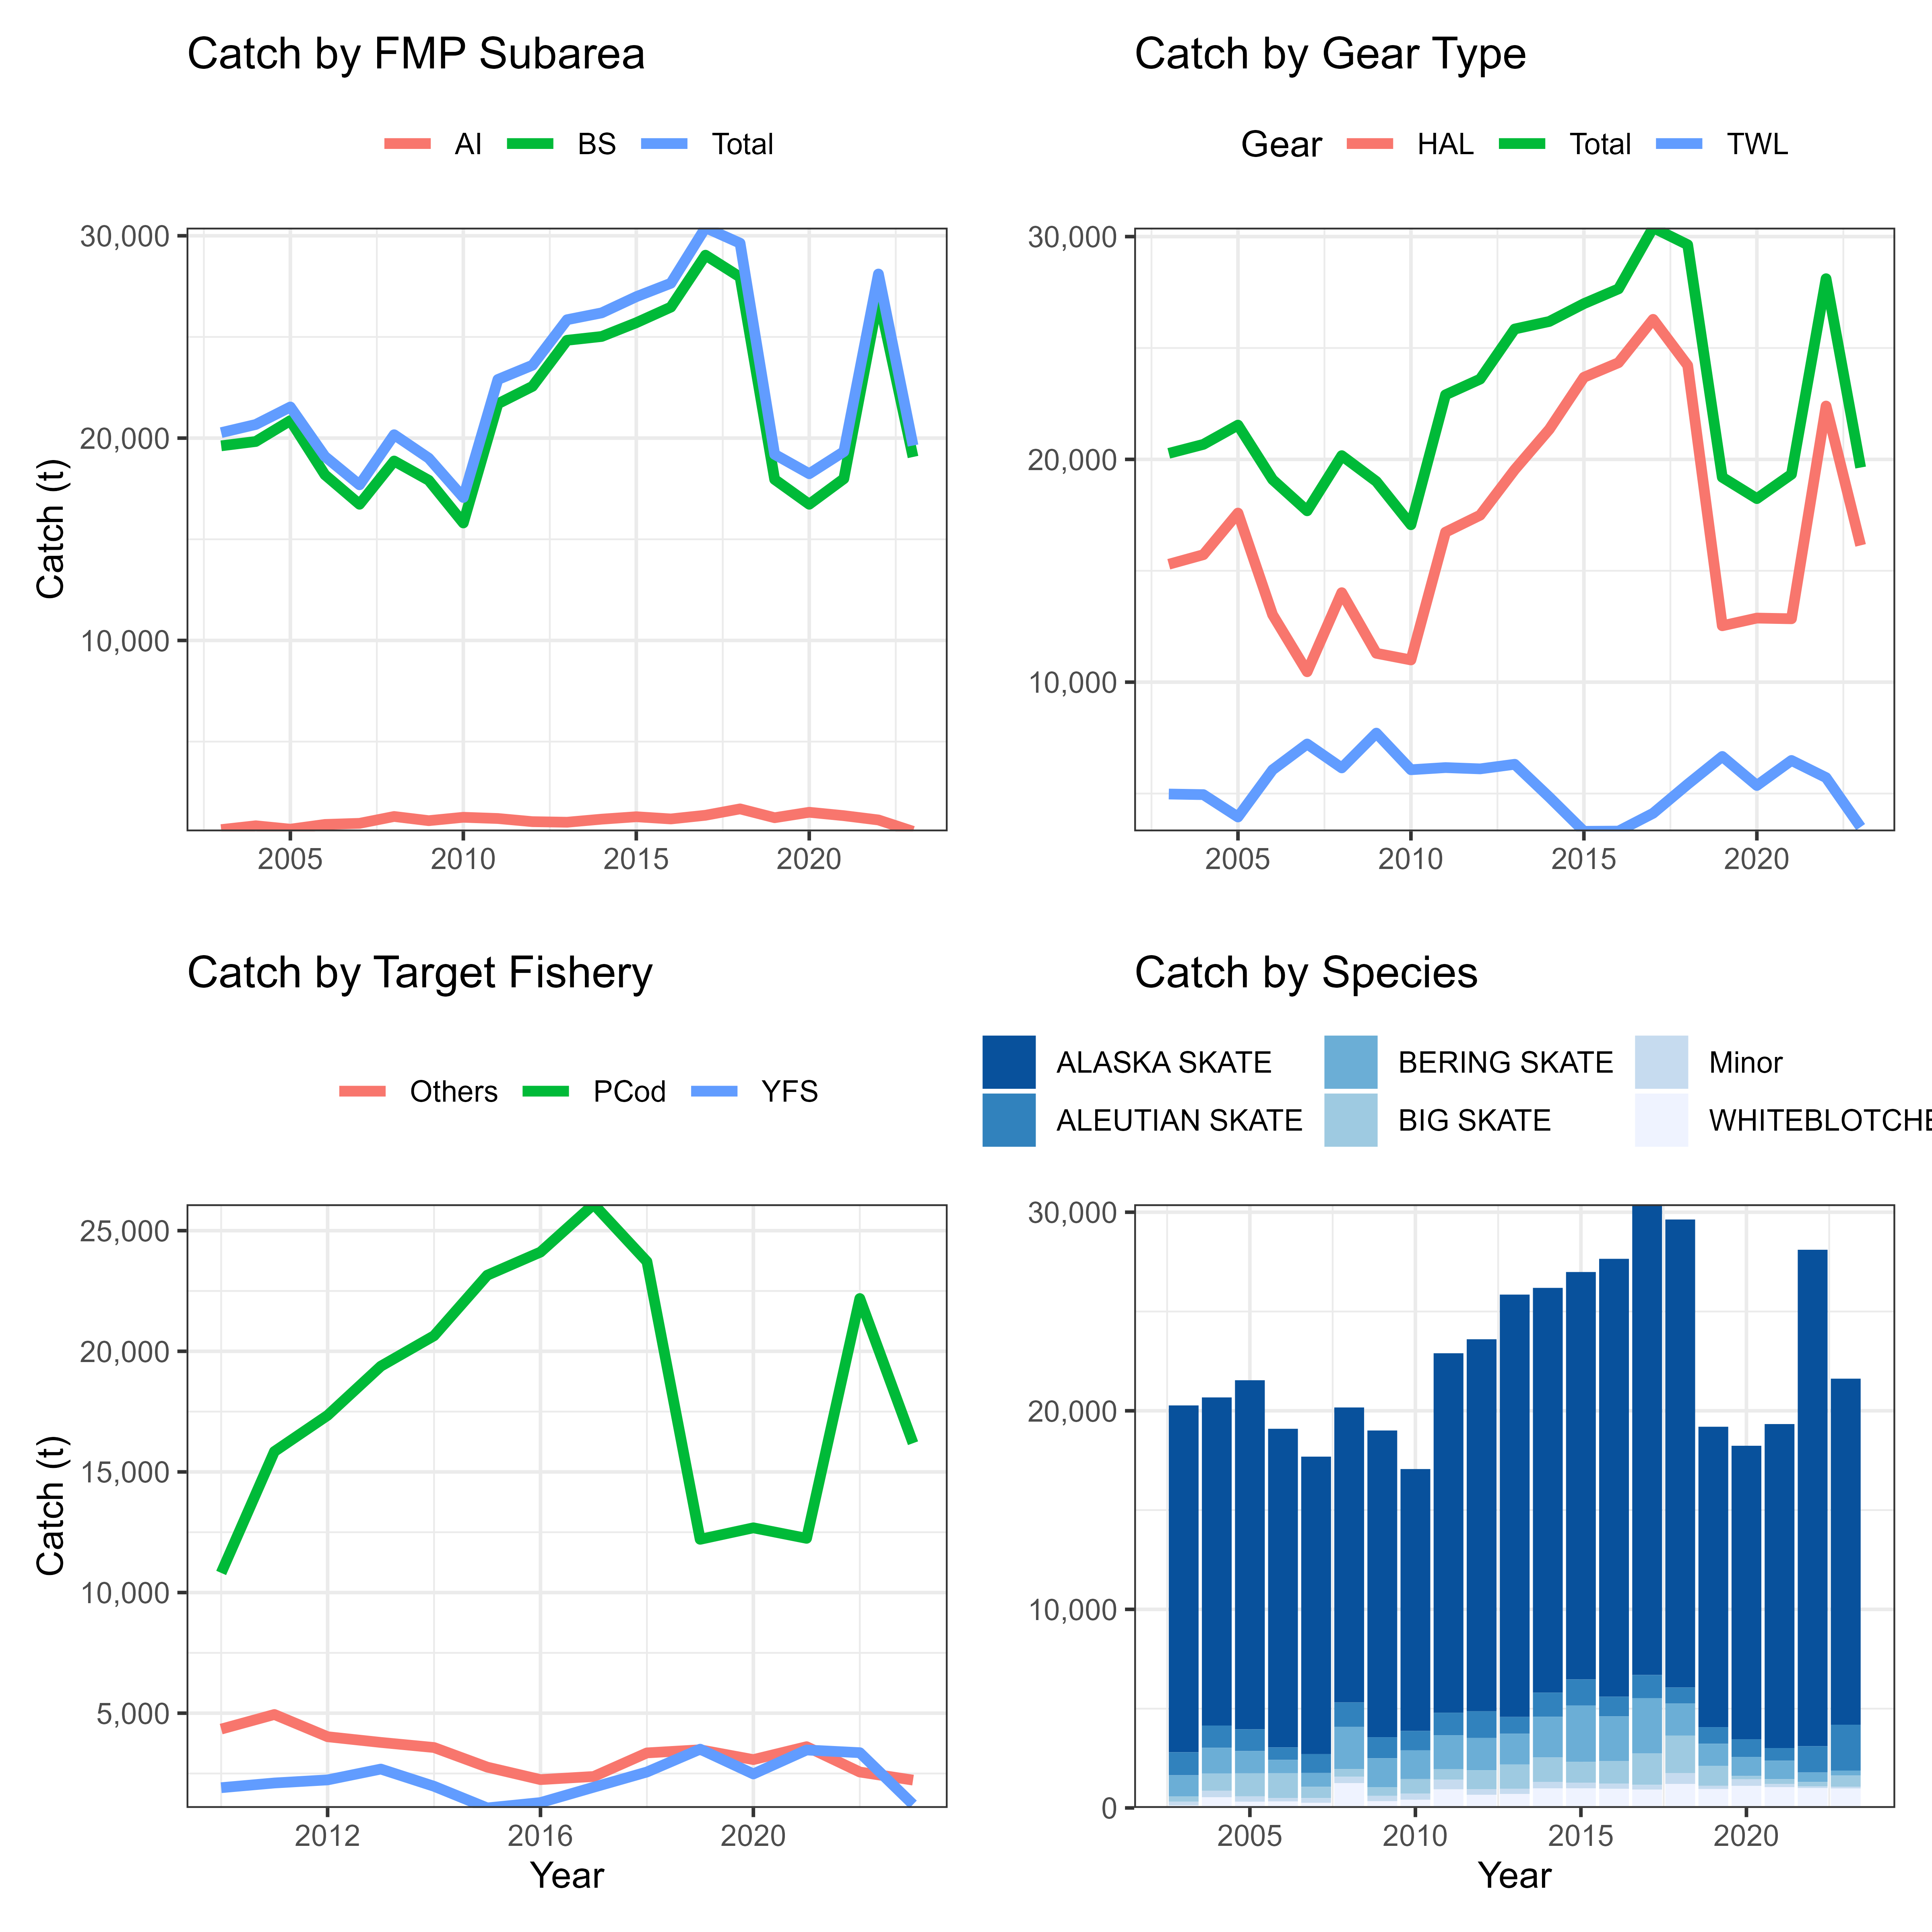 Catch by FMP Subarea
AI BS Total
Catch (t)
30,000
20,000
10,000
2005 2010 2015 2020
Catch by Gear Type
Gear HAL Total TWL
30,000
20,000
10,000
2005 2010 2015 2020
Catch by Target Fishery
Others PCod YFS
Catch (t)
25,000
20,000
15,000
10,000
5,000
2012 2016 2020
Year
Catch by Species
ALASKA SKATE BERING SKATE Minor
ALEUTIAN SKATE BIG SKATE WHITEBLOTCHE
30,000
20,000
10,000
0
2005 2010 2015 2020
Year